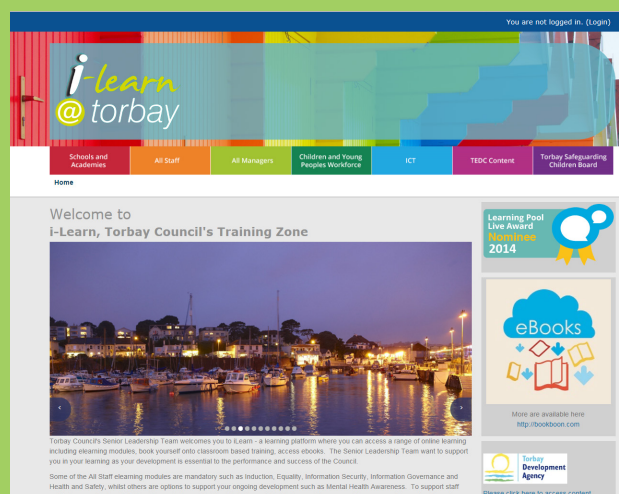 You are not logged in. (Login)
i-learn
@ torbay
Schools and
Academies
All Staff
All Managers
Children and Young
Peoples Workforce
ICT
TEDC Content
Torbay Safeguarding
Children Board
Home
Welcome to
i-Learn, Torbay Council's Training Zone
Torbay Council's Senior Leadership Team welcomes you to iLearn - a learning platform where you can access a range of online learning
including elearning modules, book yourself onto classroom based training, access ebooks. The Senior Leadership Team want to support
you in your learning as your development is essential to the performance and success of the Council.
Some of the All Staff elearning modules are mandatory such as Induction, Equality, Information Security, Information Governance and
Health and Safety, whilst others are options to support your ongoing development such as Mental Health Awareness. To support staff
Learning Pool
Live Award
Nominee
2014
eBooks
More are available here
http://bookboon.com
Torbay
Development
Agency
Please click here to access content